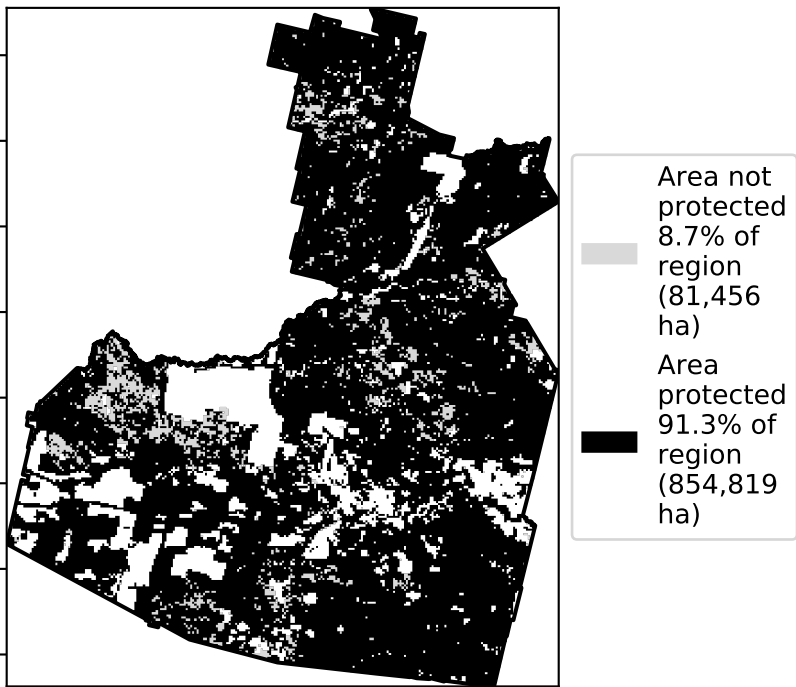 Area not
protected
8.7% of
region
(81,456
ha)
Area
protected
91.3% of
region
(854,819
ha)